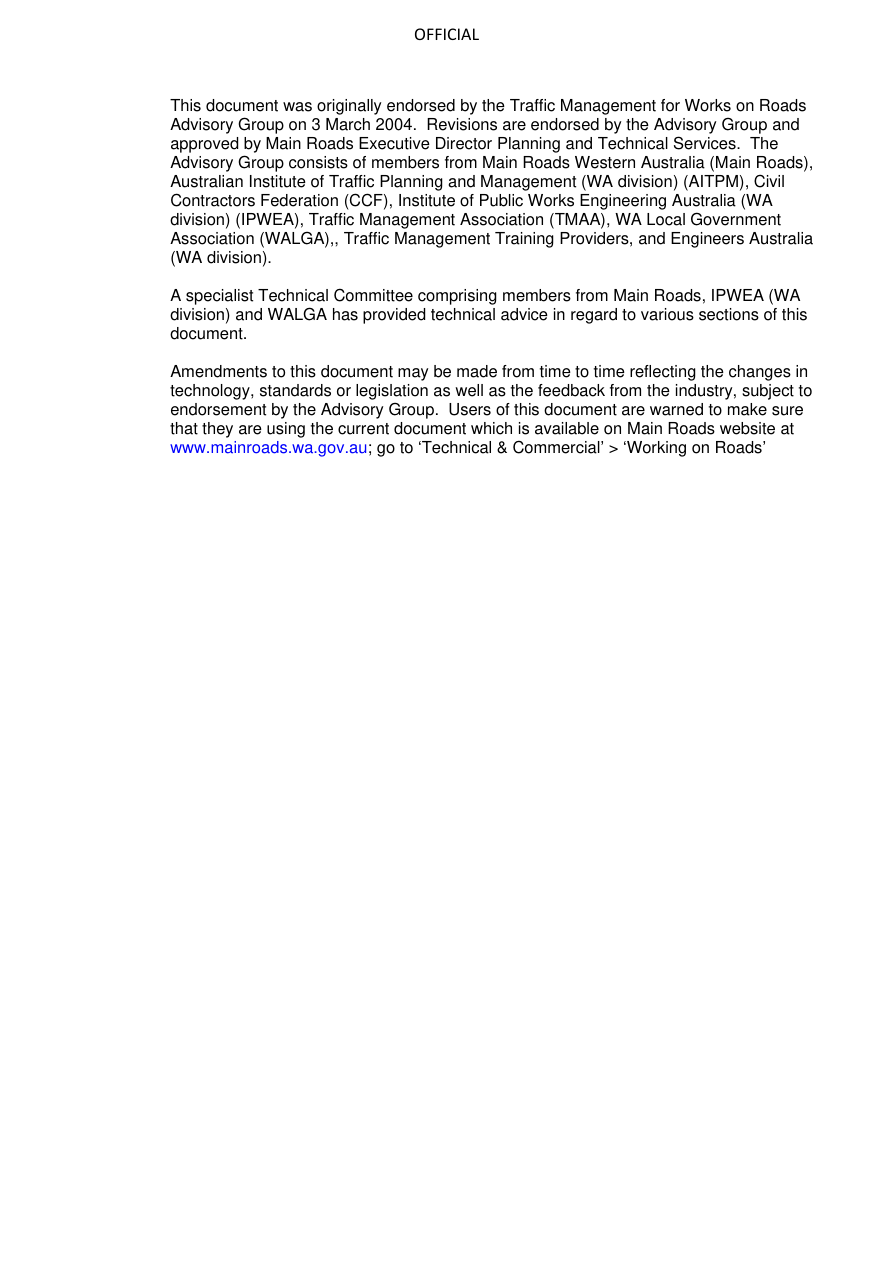 OFFICIAL
This document was originally endorsed by the Traffic Management for Works on Roads
Advisory Group on 3 March 2004.  Revisions are endorsed by the Advisory Group and
approved by Main Roads Executive Director Planning and Technical Services.  The
Advisory Group consists of members from Main Roads Western Australia (Main Roads),
Australian Institute of Traffic Planning and Management (WA division) (AITPM), Civil
Contractors Federation (CCF), Institute of Public Works Engineering Australia (WA
division) (IPWEA), Traffic Management Association (TMAA), WA Local Government
Association (WALGA),, Traffic Management Training Providers, and Engineers Australia
(WA division).
A specialist Technical Committee comprising members from Main Roads, IPWEA (WA
division) and WALGA has provided technical advice in regard to various sections of this
document.
Amendments to this document may be made from time to time reflecting the changes in
technology, standards or legislation as well as the feedback from the industry, subject to
endorsement by the Advisory Group.  Users of this document are warned to make sure
that they are using the current document which is available on Main Roads website at
www.mainroads.wa.gov.au; go to ‘Technical & Commercial’ > ‘Working on Roads’